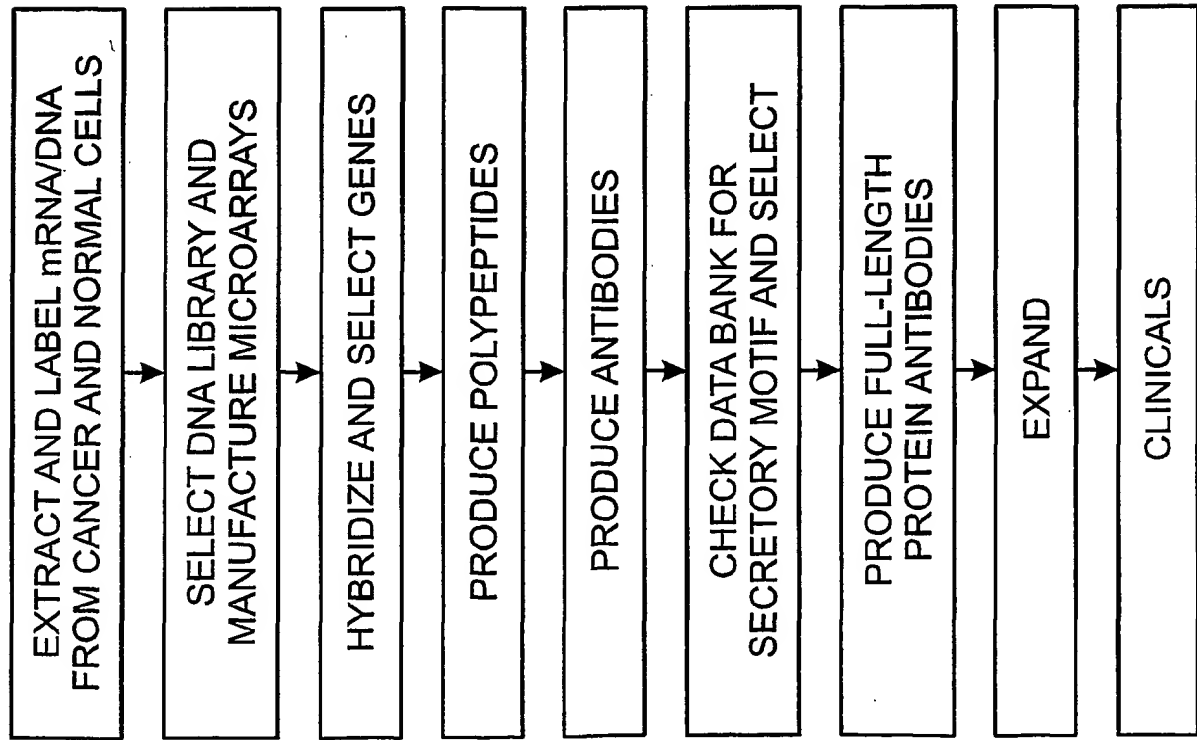 EXTRACT AND LABEL mRNA/DNA
FROM CANCER AND NORMAL CELLS
SELECT DNA LIBRARY AND
MANUFACTURE MICROARRAYS
HYBRIDIZE AND SELECT GENES
PRODUCE POLYPEPTIDES
PRODUCE ANTIBODIES
CHECK DATA BANK FOR
SECRETORY MOTIF AND SELECT
PRODUCE FULL-LENGTH
PROTEIN ANTIBODIES
EXPAND
CLINICALS